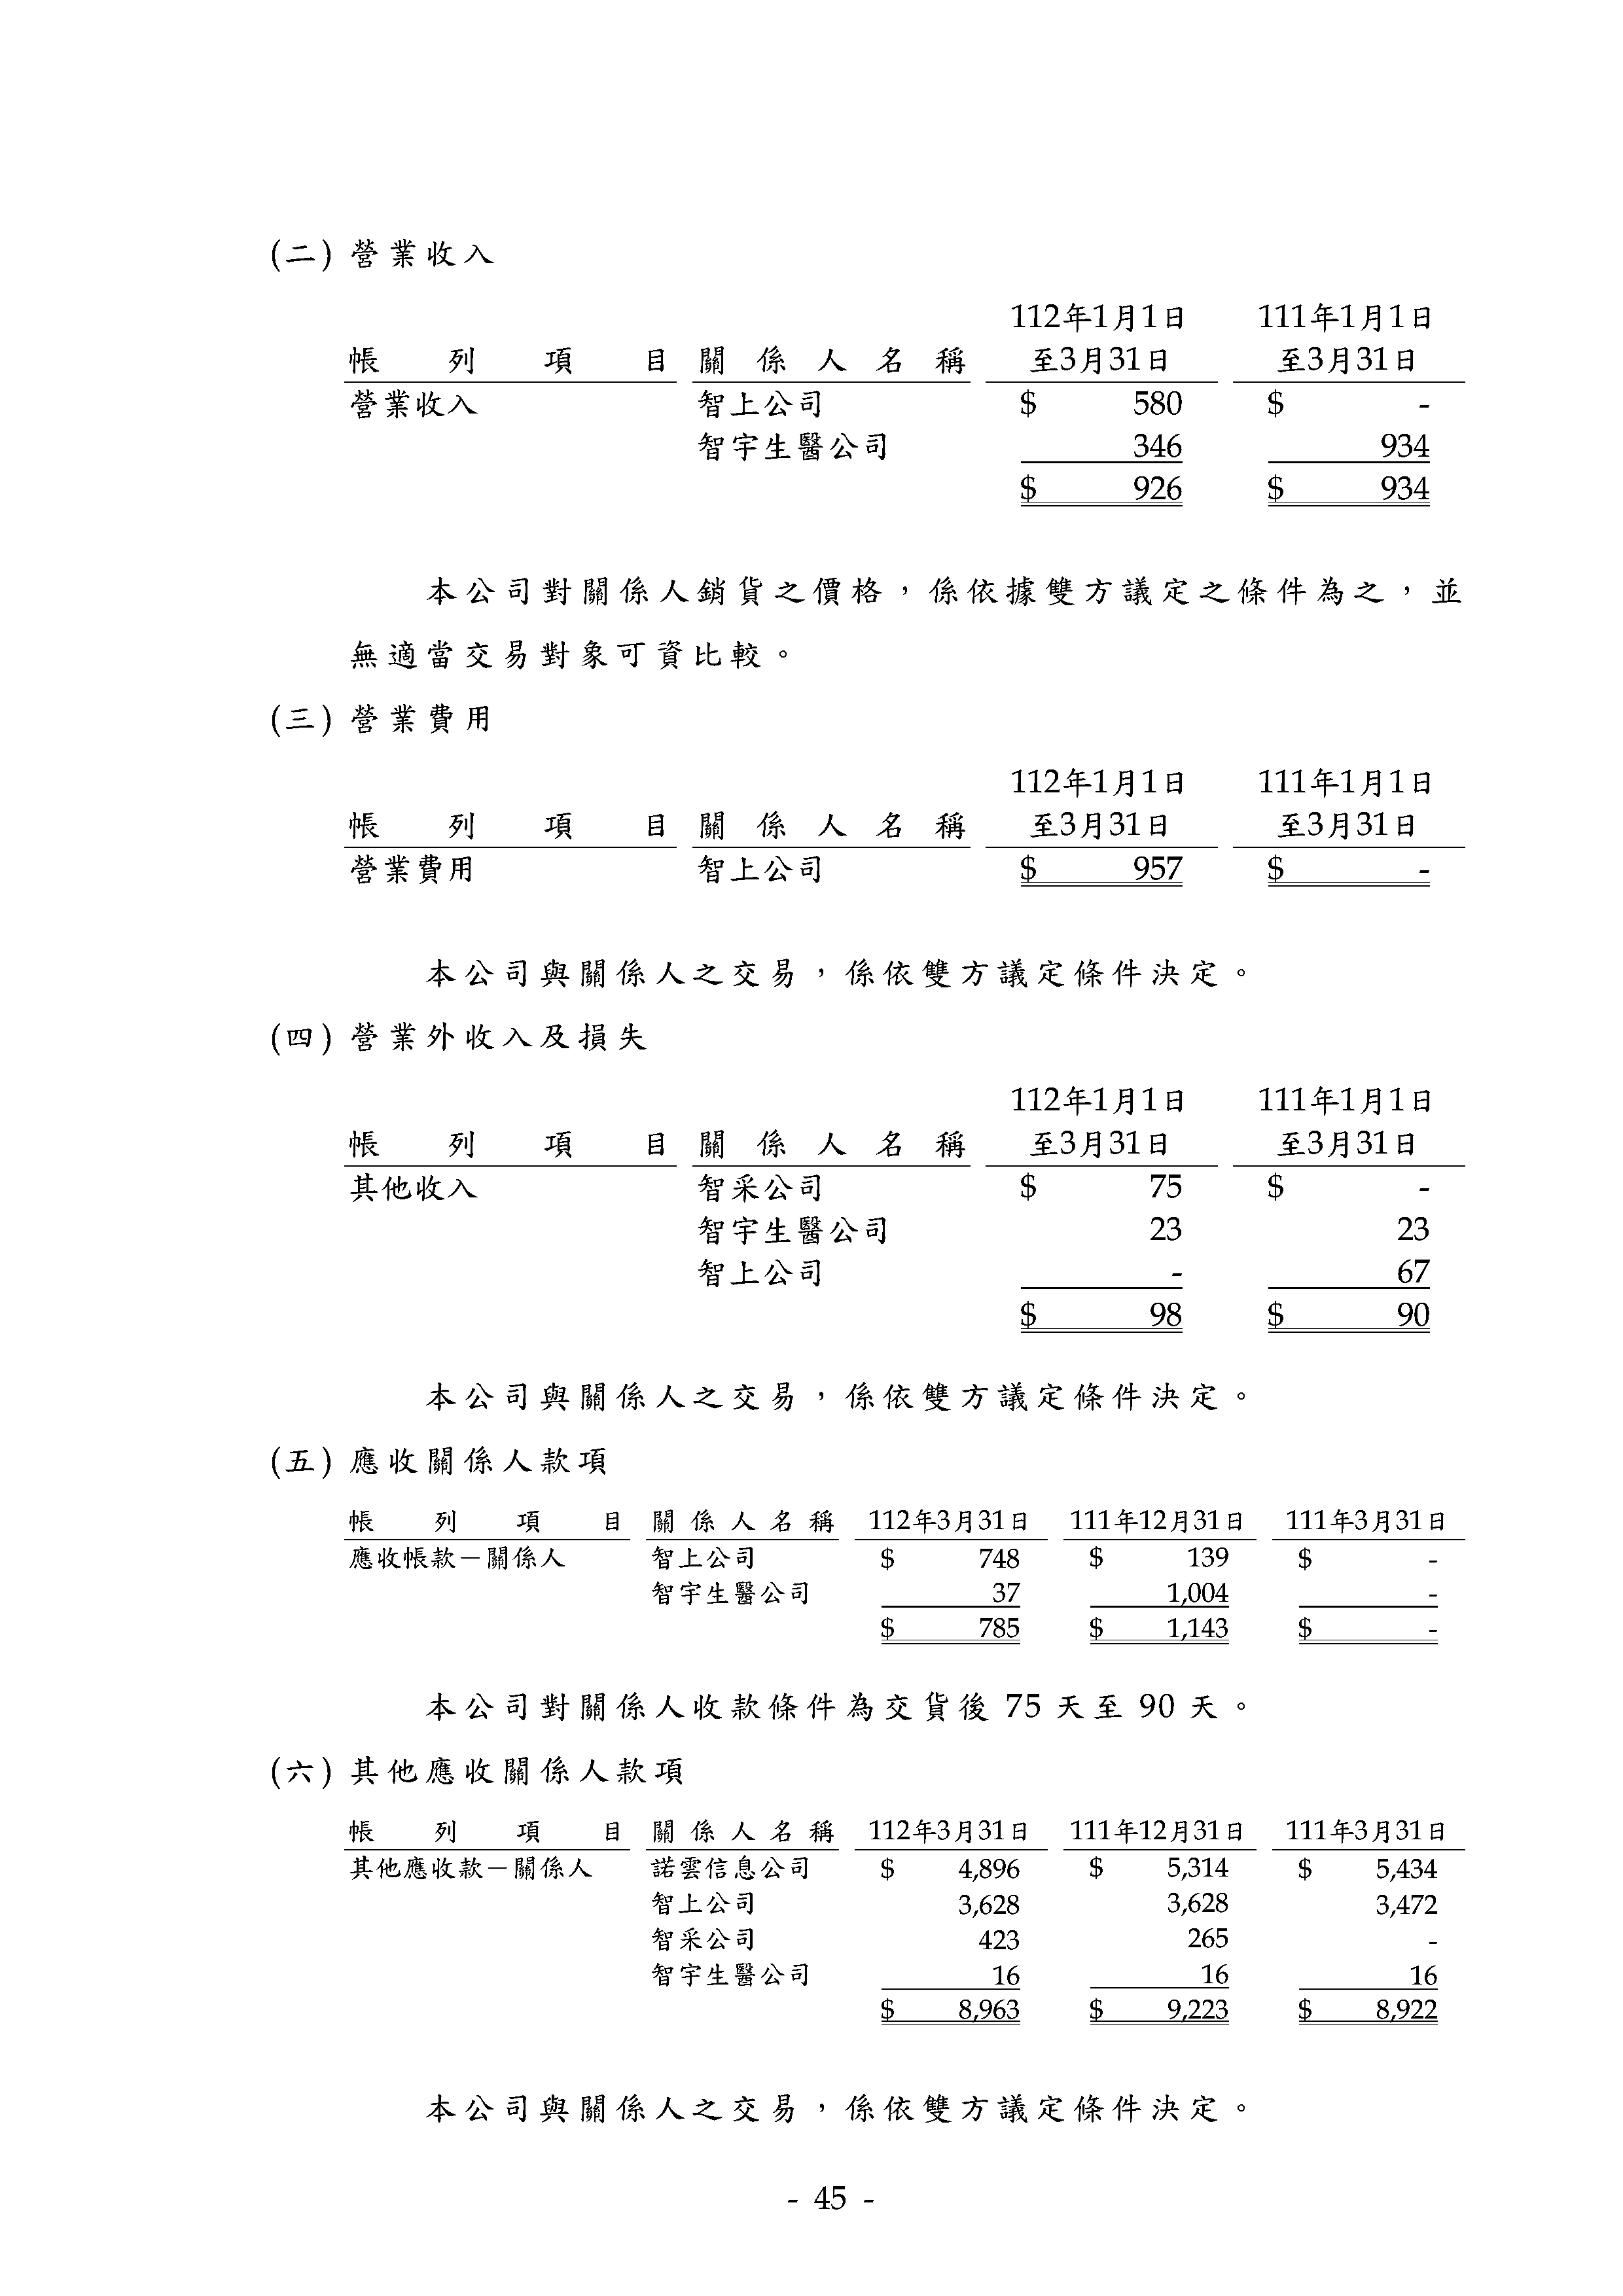 (二) 營業收入
112年1月1日 111年1月1日
帳列項目 關係人名稱 至3月31日 至3月31日
營業收入 智上公司 $ 580 $ -
智宇生醫公司 346 934
$ 926 $ 934
本公司對關係人銷貨之價格，係依據雙方議定之條件為之，並
無適當交易對象可資比較。
(三) 營業費用
112年1月1日 111年1月1日
帳列項目 關係人名稱 至3月31日 至3月31日
營業費用 智上公司 $ 957 $ -
本公司與關係人之交易，係依雙方議定條件決定。
(四) 營業外收入及損失
112年1月1日 111年1月1日
帳列項目 關係人名稱 至3月31日 至3月31日
其他收入 智采公司 $ 75 $ -
智宇生醫公司 23 23
智上公司 - 67
$ 98 $ 90
本公司與關係人之交易，係依雙方議定條件決定。
(五) 應收關係人款項
帳列項目 關係人名稱 112年3月31日 111年12月31日 111年3月31日
應收帳款－關係人 智上公司 $ 748 $ 139 $ -
智宇生醫公司 37 1,004 -
$ 785 $ 1,143 $ -
本公司對關係人收款條件為交貨後 75 天至 90 天。
(六) 其他應收關係人款項
帳列項目 關係人名稱 112年3月31日 111年12月31日 111年3月31日
其他應收款－關係人 諾雲信息公司 $ 4,896 $ 5,314 $ 5,434
智上公司 3,628 3,628 3,472
智采公司 423 265 -
智宇生醫公司 16 16 16
$ 8,963 $ 9,223 $ 8,922
本公司與關係人之交易，係依雙方議定條件決定。
- 45 -